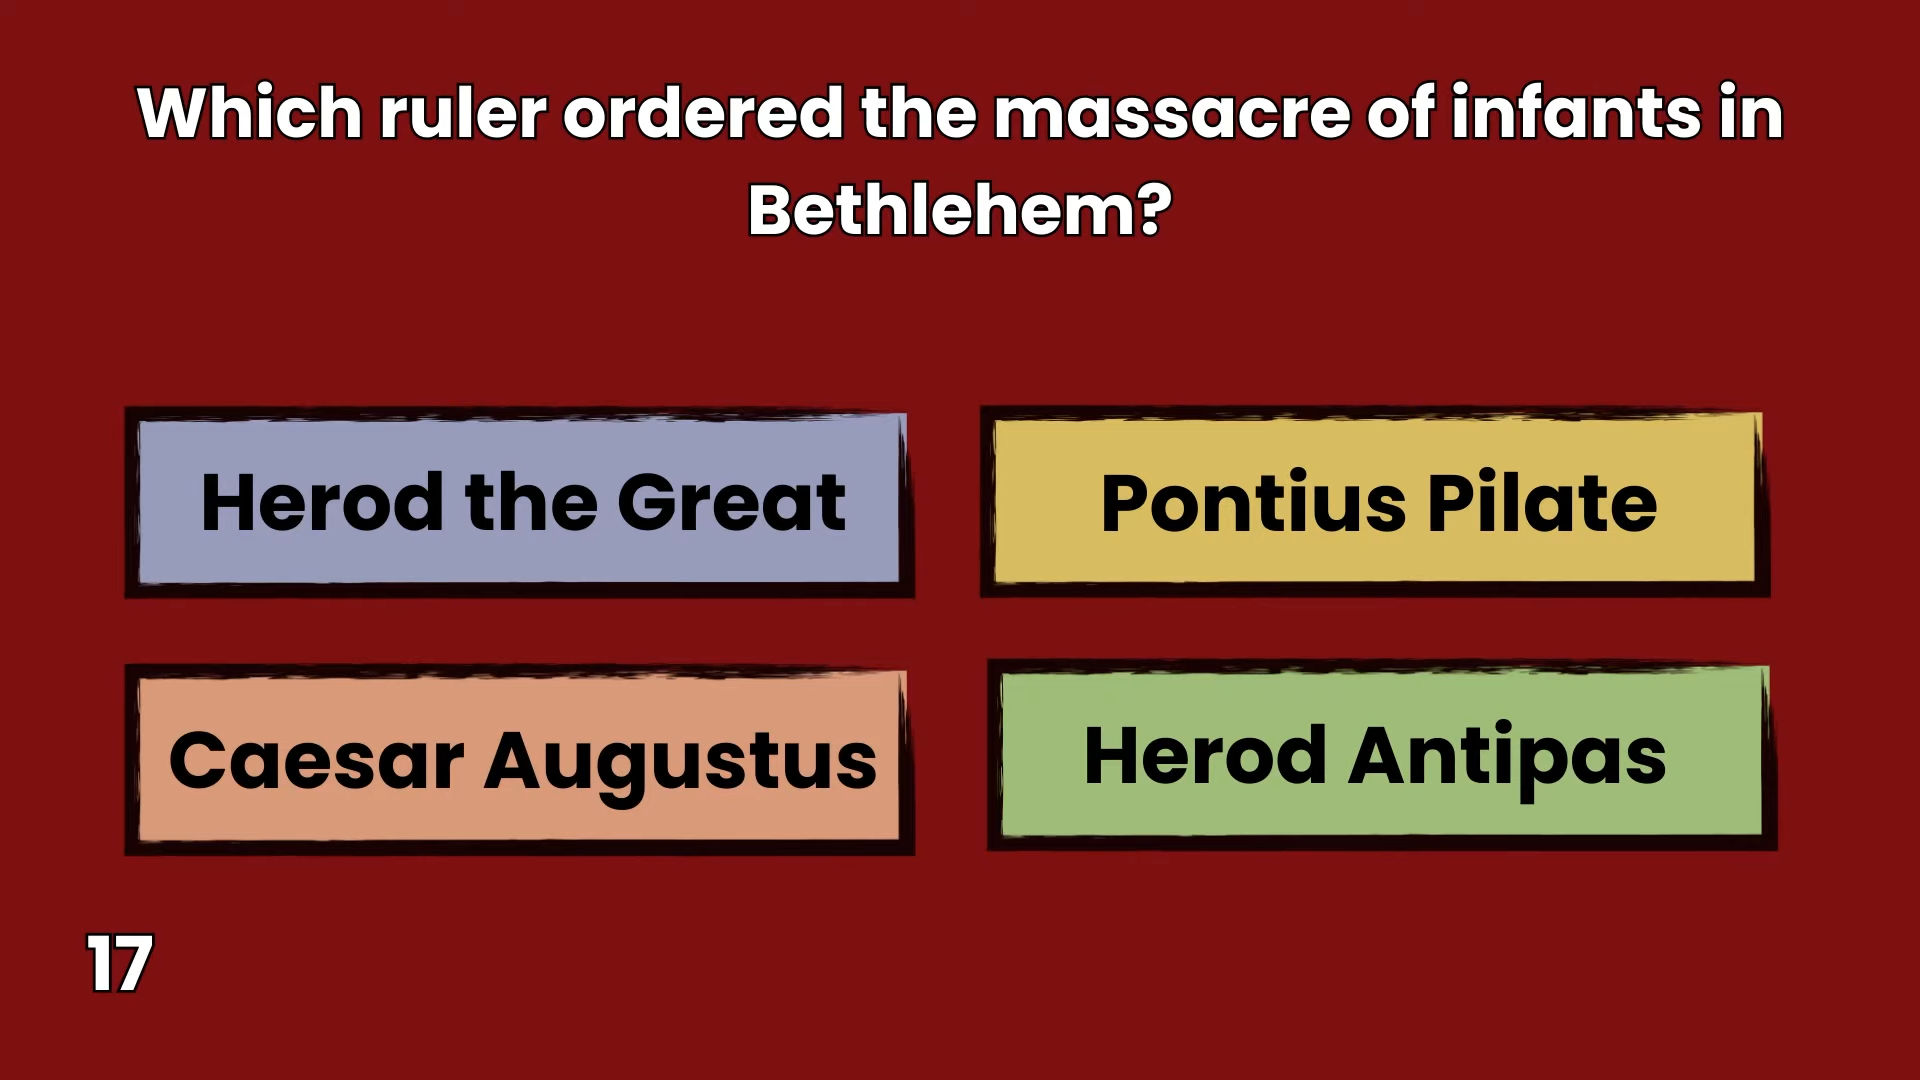 Which ruler ordered the massacre of infants in
Bethlehem?
Herod the Great
Pontius Pilate
Caesar Augustus
Herod Antipas
17